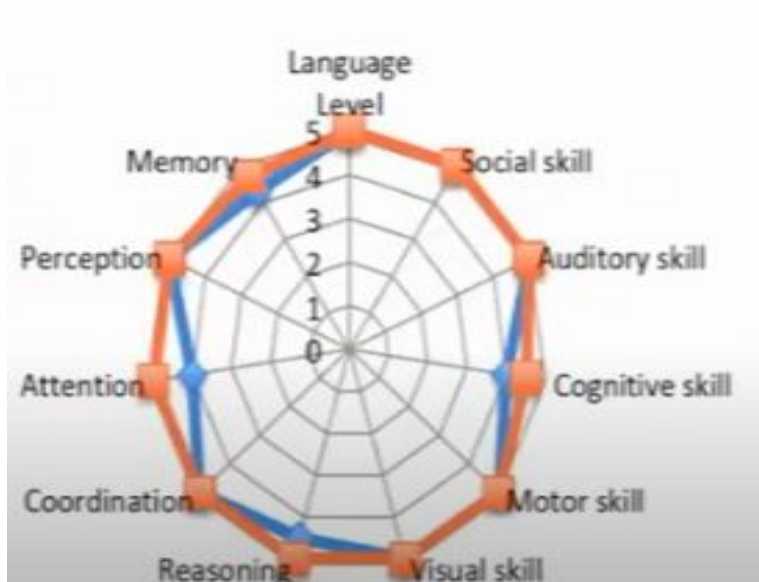 Language
Level
5
Memory
Social skill
4
3
Perception
Auditory skill
2
1
0
Attention
Cognitive skill
Coordination
Motor skill
Reasoning
Visual skill